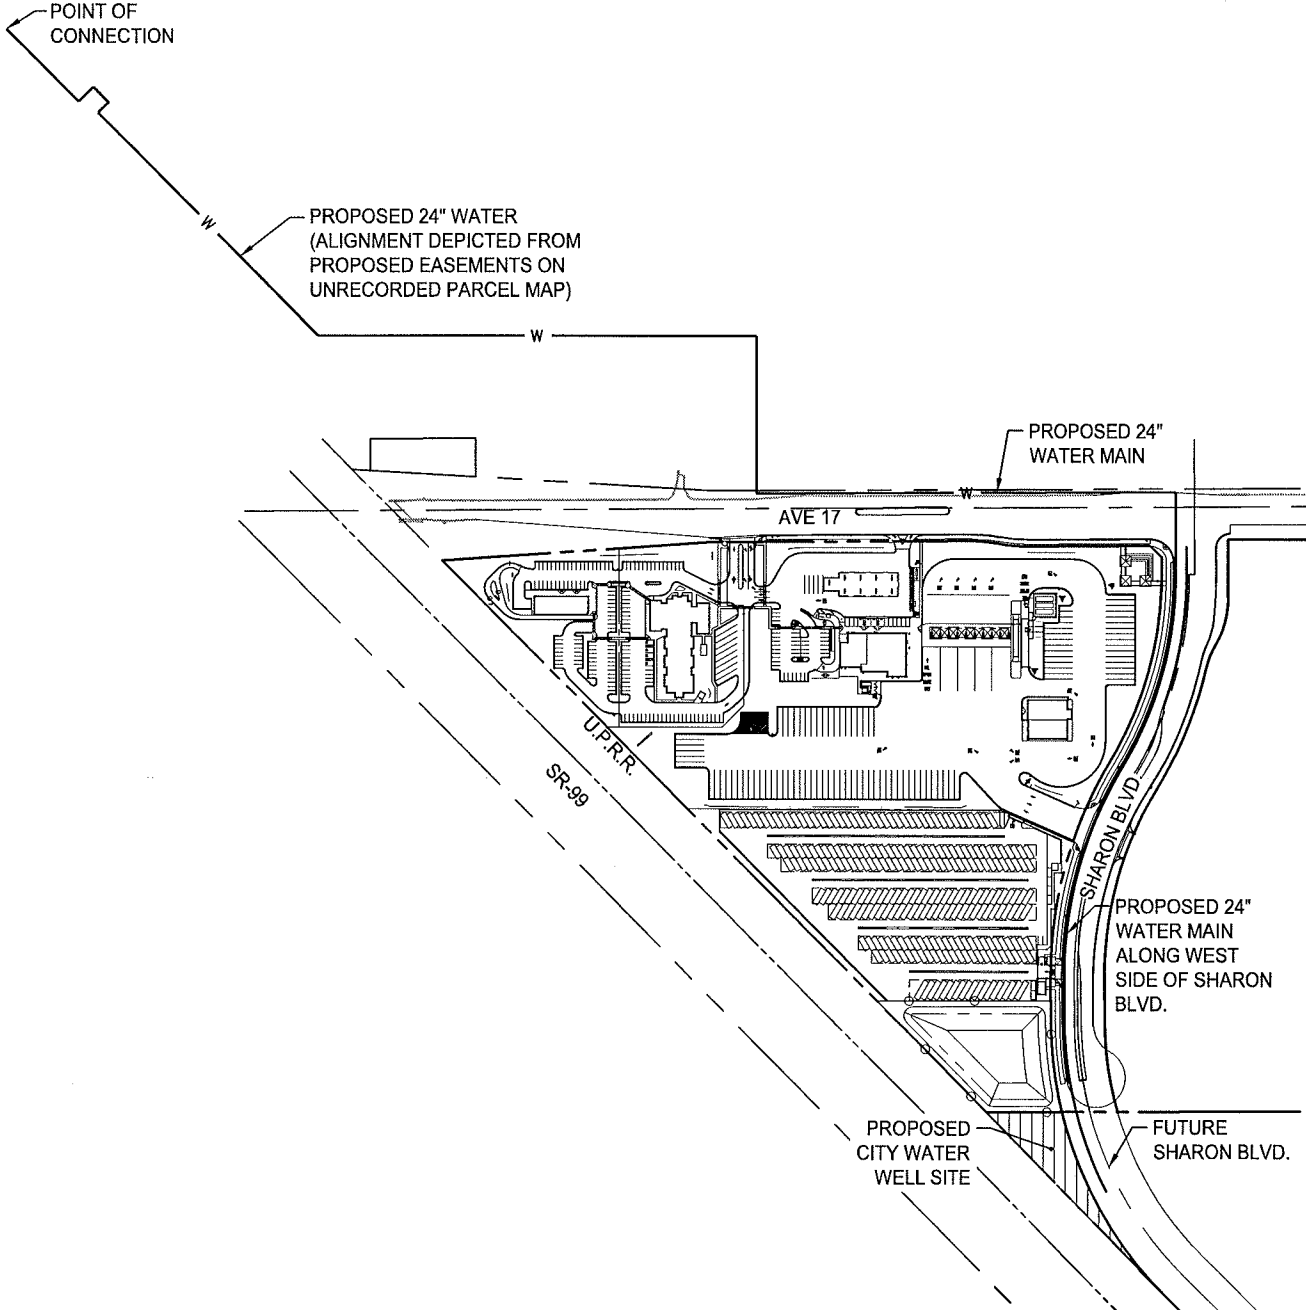 POINT OF
CONNECTION
W
PROPOSED 24" WATER
(ALIGNMENT DEPICTED FROM
PROPOSED EASEMENTS ON
UNRECORDED PARCEL MAP)
W
PROPOSED 24"
WATER MAIN
W
AVE 17
U.P.R.R.
SR-99
SHARON BLVD.
PROPOSED 24"
WATER MAIN
ALONG WEST
SIDE OF SHARON
BLVD.
PROPOSED
CITY WATER
WELL SITE
FUTURE
SHARON BLVD.